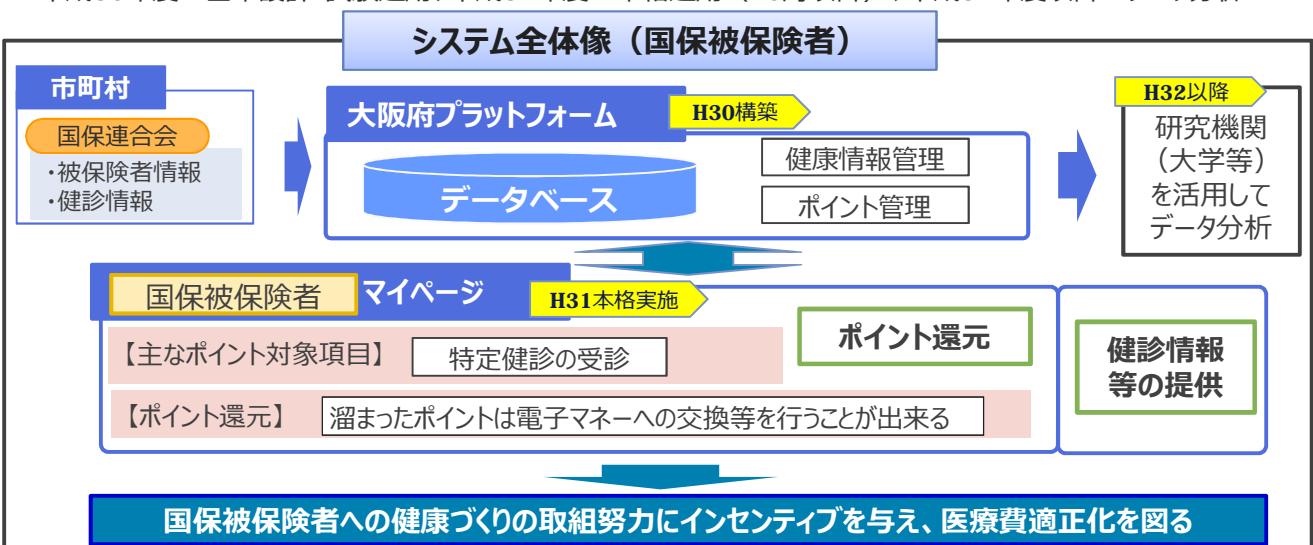 システム全体像（国保被保険者）
市町村
国保連合会
・被保険者情報
・健診情報
大阪府プラットフォーム
H30構築
データベース
健康情報管理
ポイント管理
H32以降
研究機関
（大学等）
を活用して
データ分析
国保被保険者
マイページ
H31本格実施
【主なポイント対象項目】
特定健診の受診
ポイント還元
【ポイント還元】
溜まったポイントは電子マネーへの交換等を行うことが出来る
健診情報
等の提供
国保被保険者への健康づくりの取組努力にインセンティブを与え、医療費適正化を図る